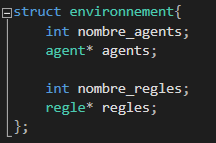 struct environnement{
int nombre_agents;
agent* agents;
int nombre_regles;
regle* regles;
};